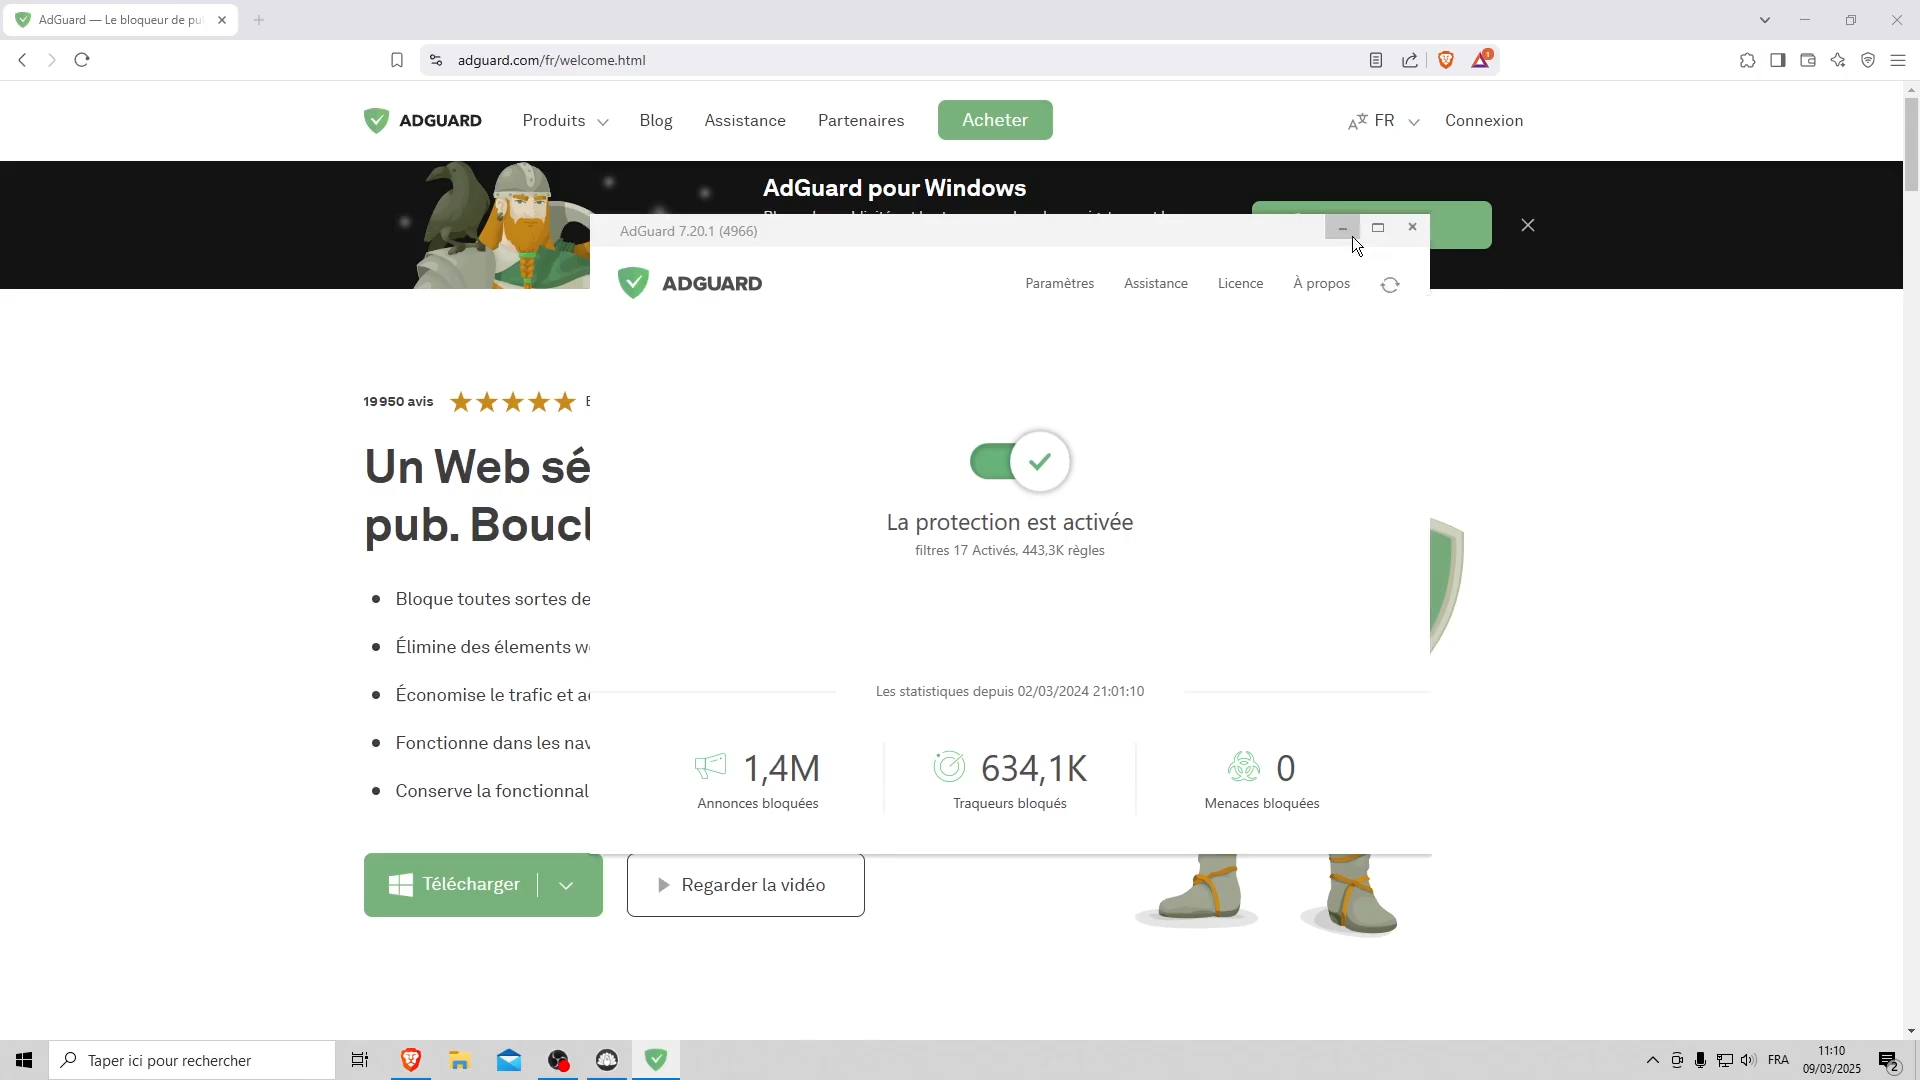 AdGuard — Le bloqueur de pu
adguard.com/fr/welcome.html
1
ADGUARD
Produits
Blog
Assistance
Partenaires
Acheter
FR
Connexion
AdGuard pour Windows
AdGuard 7.20.1 (4966)
ADGUARD
Paramètres
Assistance
Licence
À propos
19 950 avis
Un Web sé
pub. Boucl
La protection est activée
filtres 17 Activés, 443,3K règles
Bloque toutes sortes de
Élimine des élements w
Économise le trafic et a
Fonctionne dans les nav
Conserve la fonctionnal
Les statistiques depuis 02/03/2024 21:01:10
1,4M
Annonces bloquées
634,1K
Traqueurs bloqués
0
Menaces bloquées
Télécharger
Regarder la vidéo
Taper ici pour rechercher
FRA
11:10
09/03/2025
2